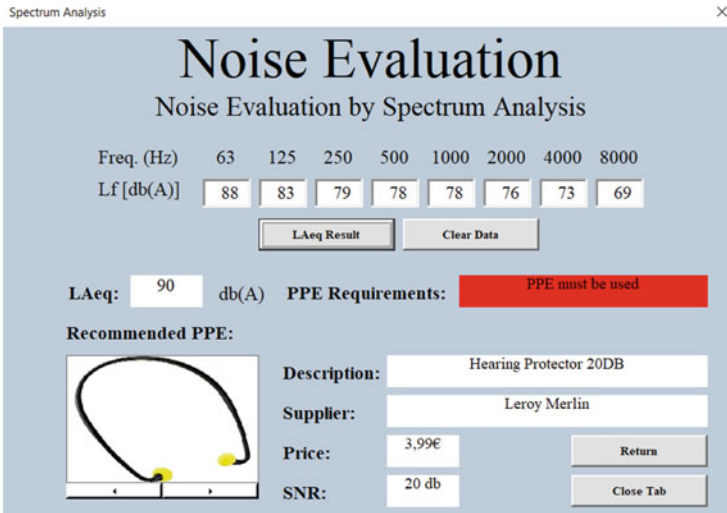 Spectrum Analysis
Noise Evaluation
Noise Evaluation by Spectrum Analysis
Freq. (Hz) 63 125 250 500 1000 2000 4000 8000
Lf [db(A)] 88 83 79 78 78 76 73 69
LAeq Result Clear Data
LAeq: 90 db(A) PPE Requirements: PPE must be used
Recommended PPE:
Description: Hearing Protector 20DB
Supplier: Leroy Merlin
Price: 3,99€ Return
SNR: 20 db Close Tab